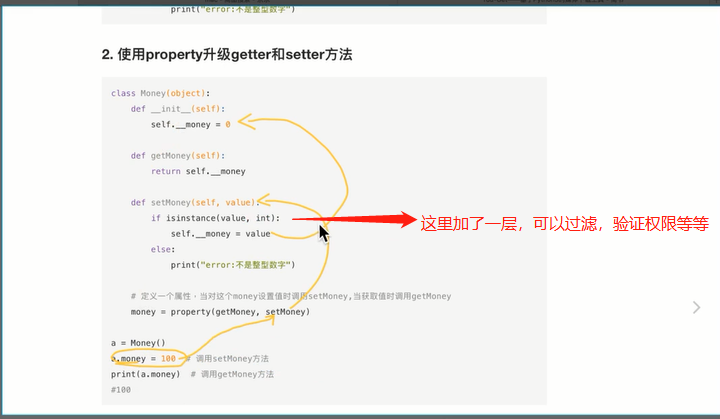 print("error:不是整型数字")
2. 使用property升级getter和setter方法
class Money(object):
def __init__(self):
self.__money = 0
def getMoney(self):
return self.__money
def setMoney(self, value):
if isinstance(value, int):
self.__money = value
else:
print("error:不是整型数字")
这里加了一层，可以过滤，验证权限等等
# 定义一个属性，当对这个money设置值时调用setMoney,当获取值时调用getMoney
money = property(getMoney, setMoney)
a = Money()
a.money = 100 # 调用setMoney方法
print(a.money) # 调用getMoney方法
#100